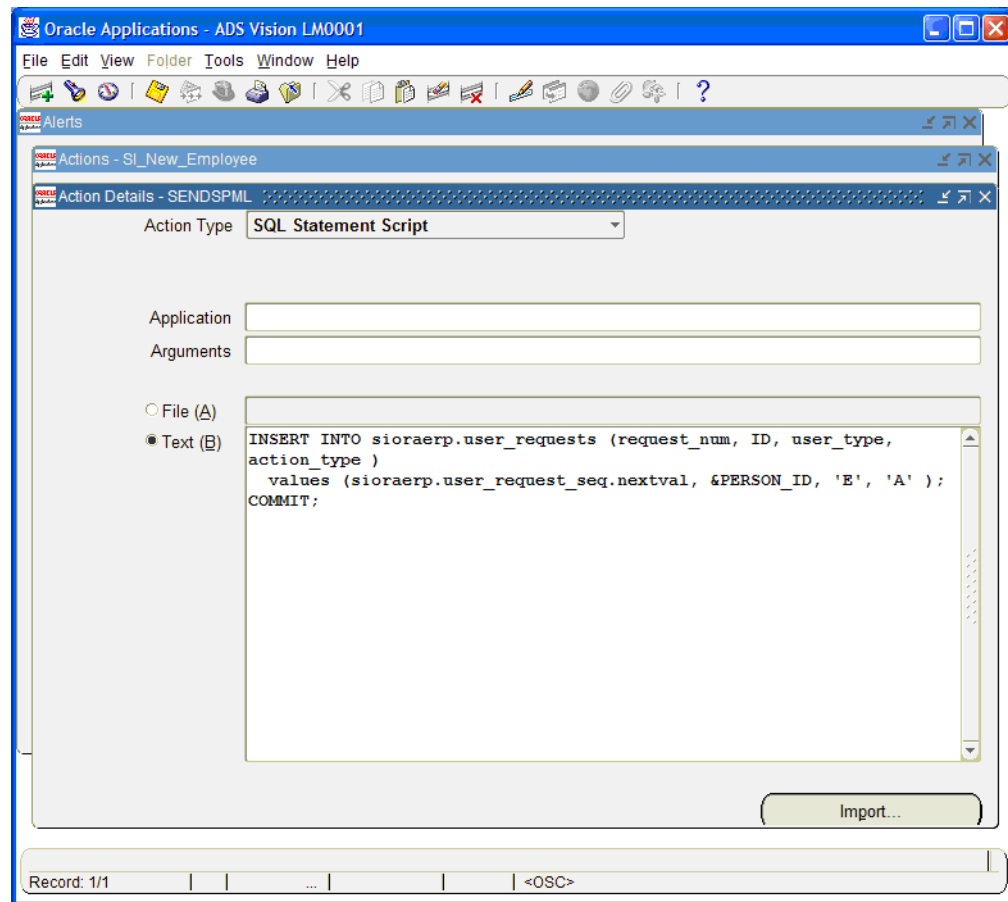 Oracle Applications - ADS Vision LM0001
File Edit View Folder Tools Window Help
Alerts
Actions - SI_New_Employee
Action Details - SENDSPML
Action Type SQL Statement Script
Application
Arguments
File (A)
Text (B)
INSERT INTO sioraerp.user_requests (request_num, ID, user_type,
action_type )
values (sioraerp.user_request_seq.nextval, &PERSON_ID, 'E', 'A' );
COMMIT;
Import...
Record: 1/1 ... <OSC>